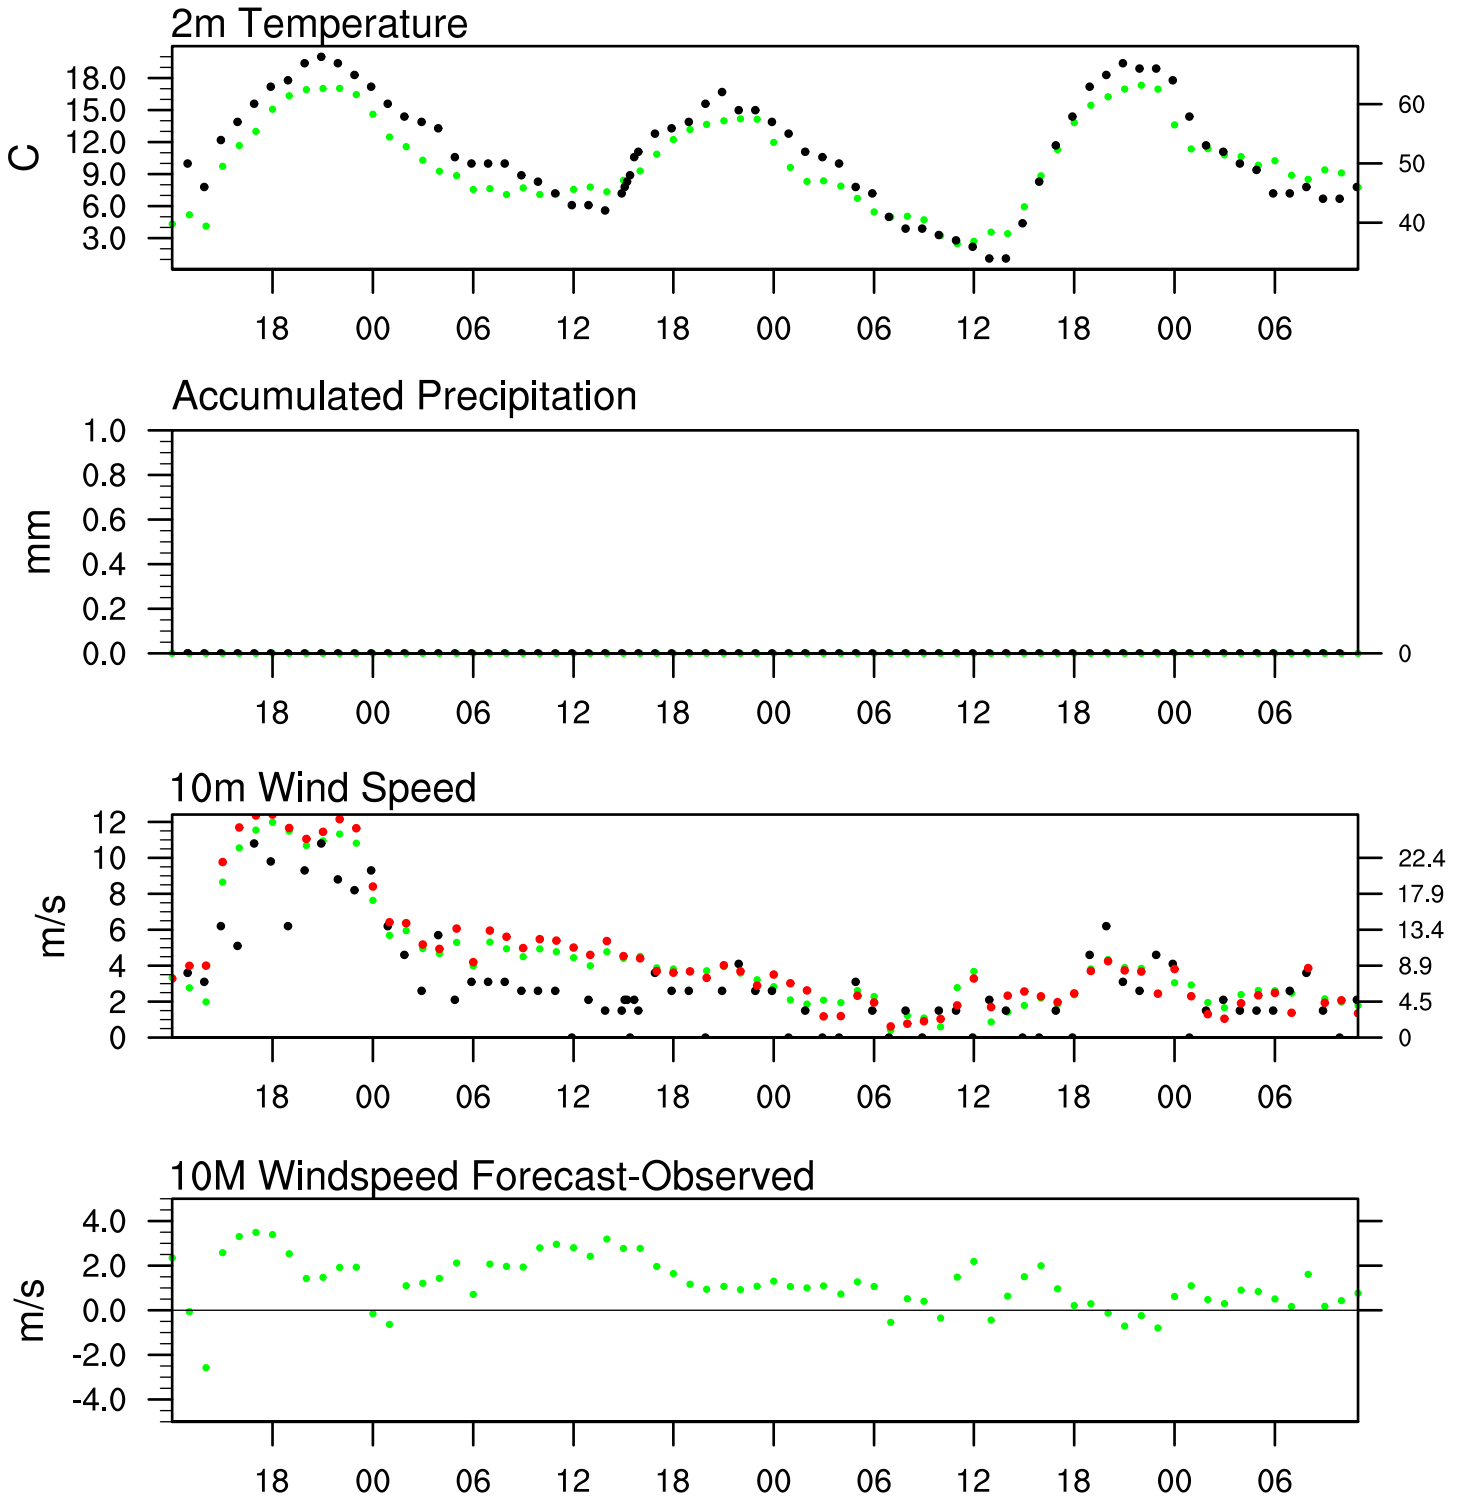 2m Temperature
18.0
15.0
12.0
9.0
6.0
3.0
C
60
50
40
18 00 06 12 18 00 06 12 18 00 06
Accumulated Precipitation
1.0
0.8
0.6
0.4
0.2
0.0
mm
0
18 00 06 12 18 00 06 12 18 00 06
10m Wind Speed
12
10
8
6
4
2
0
m/s
22.4
17.9
13.4
8.9
4.5
0
18 00 06 12 18 00 06 12 18 00 06
10M Windspeed Forecast-Observed
4.0
2.0
0.0
-2.0
-4.0
m/s
18 00 06 12 18 00 06 12 18 00 06